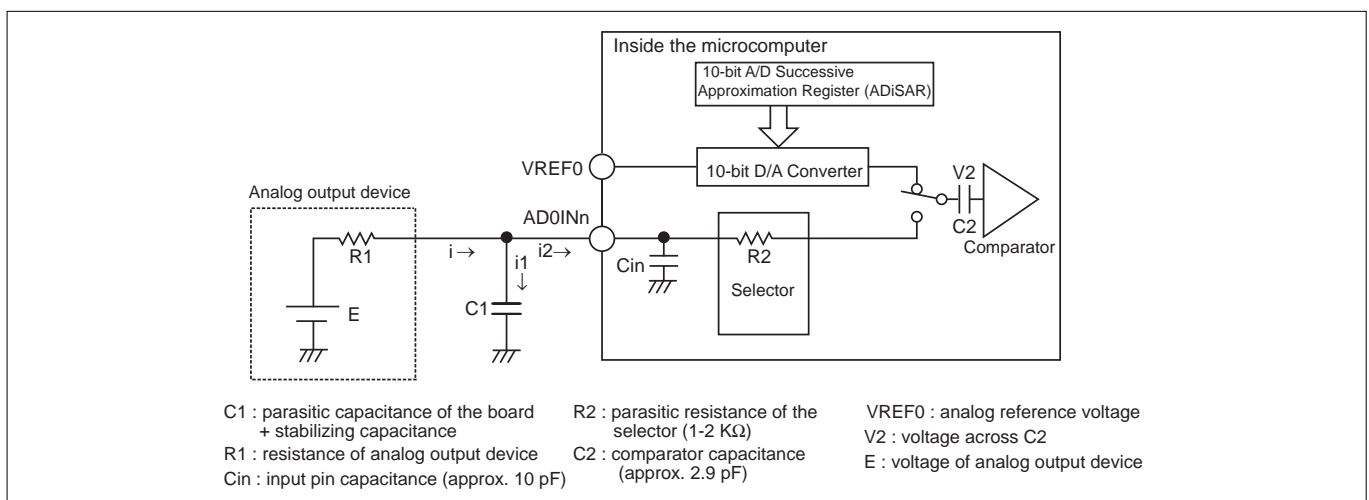 Inside the microcomputer
10-bit A/D Successive
Approximation Register (ADiSAR)
VREF0
10-bit D/A Converter
V2
C2
Comparator
Analog output device
AD0INn
R1
i→
i1
↓
i2→
Cin
R2
Selector
E
C1
C1 : parasitic capacitance of the board
+ stabilizing capacitance
R1 : resistance of analog output device
Cin : input pin capacitance (approx. 10 pF)
R2 : parasitic resistance of the
selector (1-2 KΩ)
C2 : comparator capacitance
(approx. 2.9 pF)
VREF0 : analog reference voltage
V2 : voltage across C2
E : voltage of analog output device